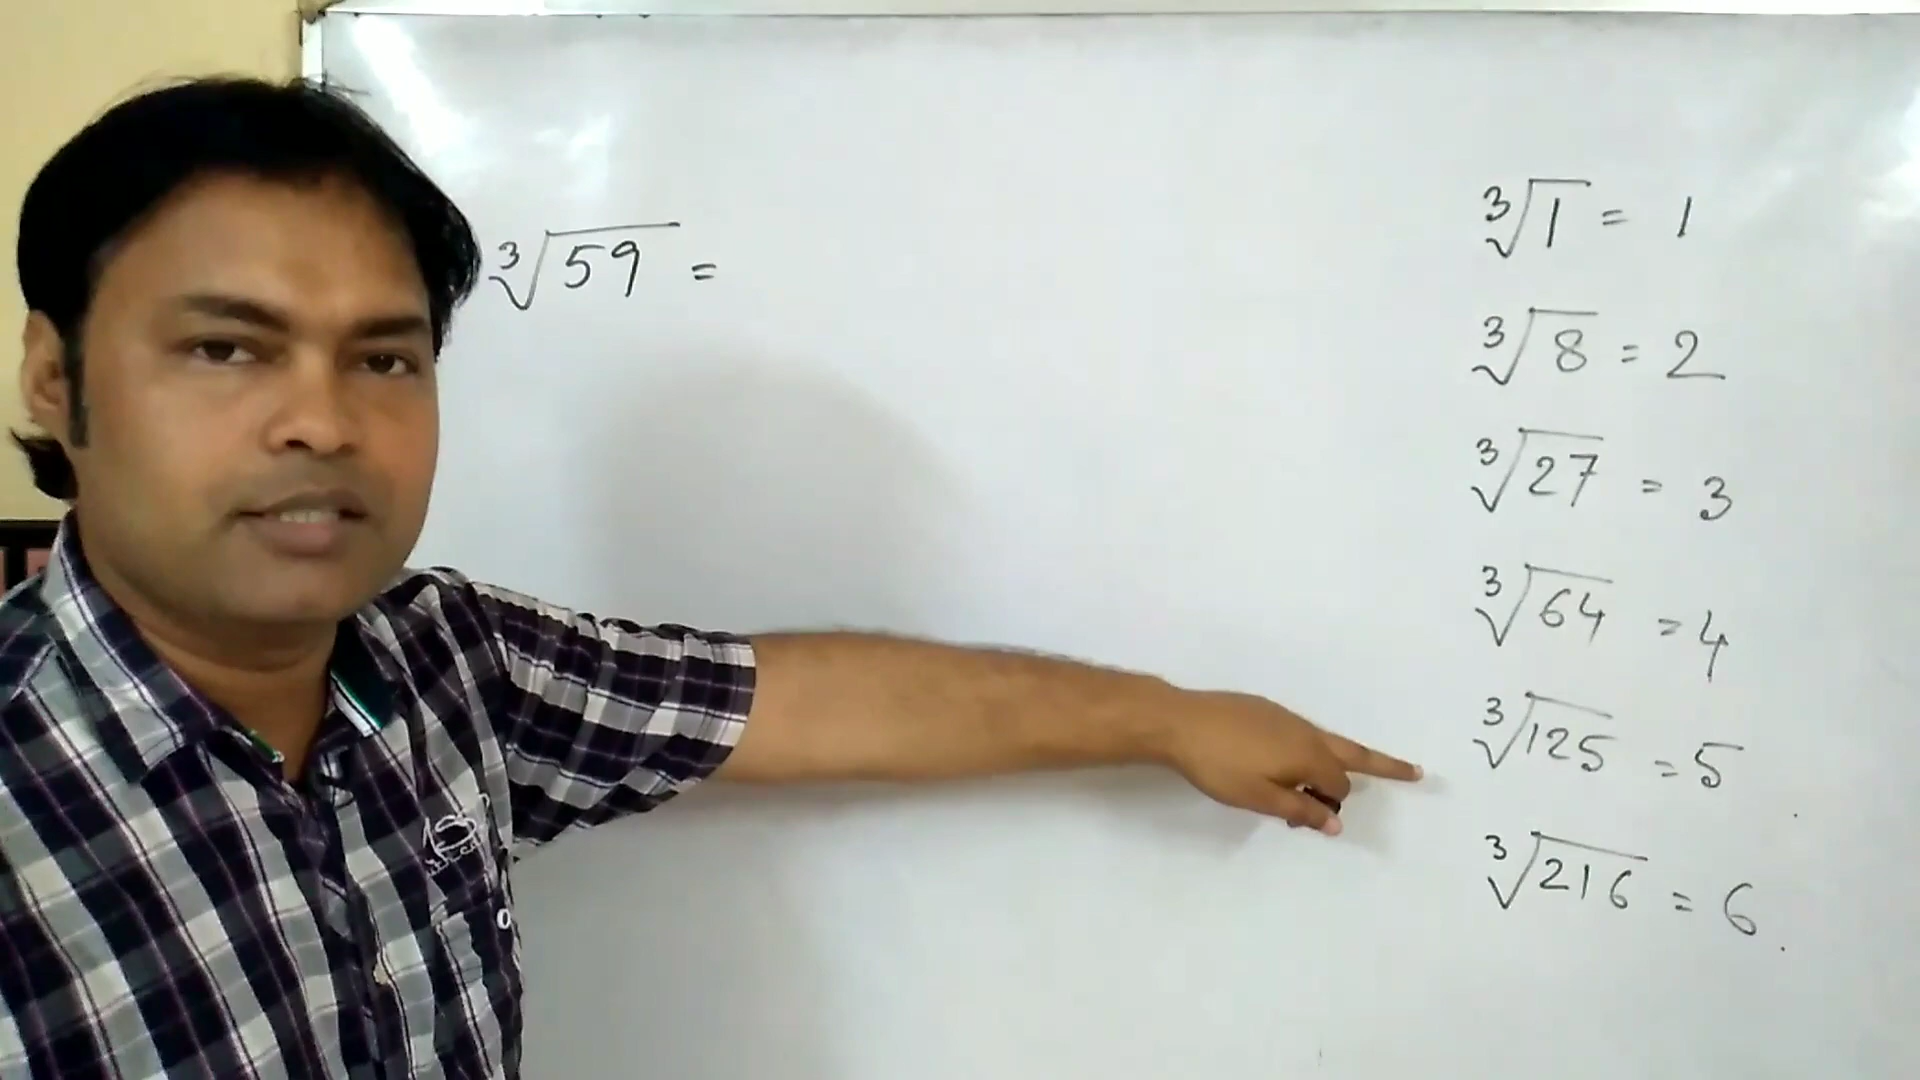 ∛59 =
∛1 = 1
∛8 = 2
∛27 = 3
∛64 = 4
∛125 = 5
∛216 = 6